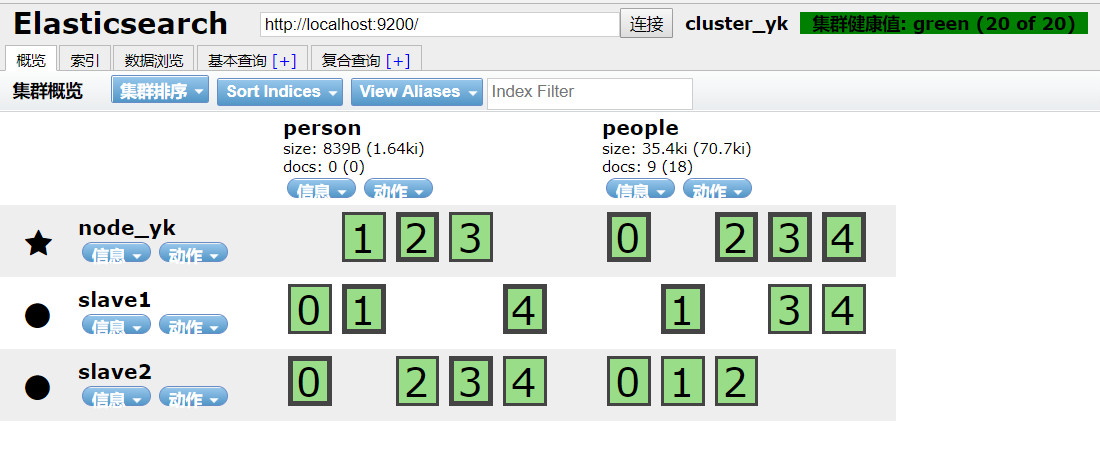 Elasticsearch http://localhost:9200/ 连接 cluster_yk 集群健康值: green (20 of 20)
概览 索引 数据浏览 基本查询 [+] 复合查询 [+]
集群概览 集群排序 Sort Indices View Aliases Index Filter
person people
size: 839B (1.64ki) size: 35.4ki (70.7ki)
docs: 0 (0) docs: 9 (18)
信息 动作 信息 动作
node_yk 1 2 3 0 2 3 4
信息 动作
slave1 0 1 4 1 3 4
信息 动作
slave2 0 2 3 4 0 1 2
信息 动作